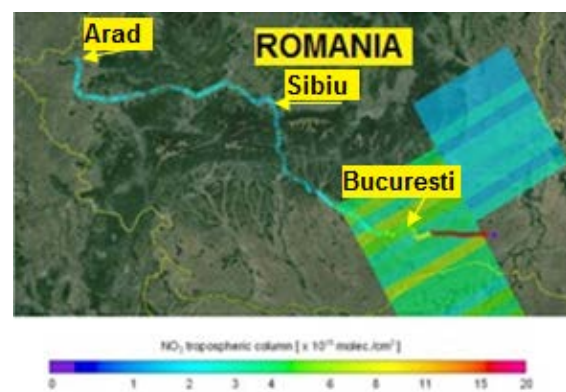 Arad
ROMANIA
Sibiu
Bucuresti
NO₂ tropospheric column [ x 10¹⁵ molec./cm² ]
0 1 2 3 4 6 8 11 15 20